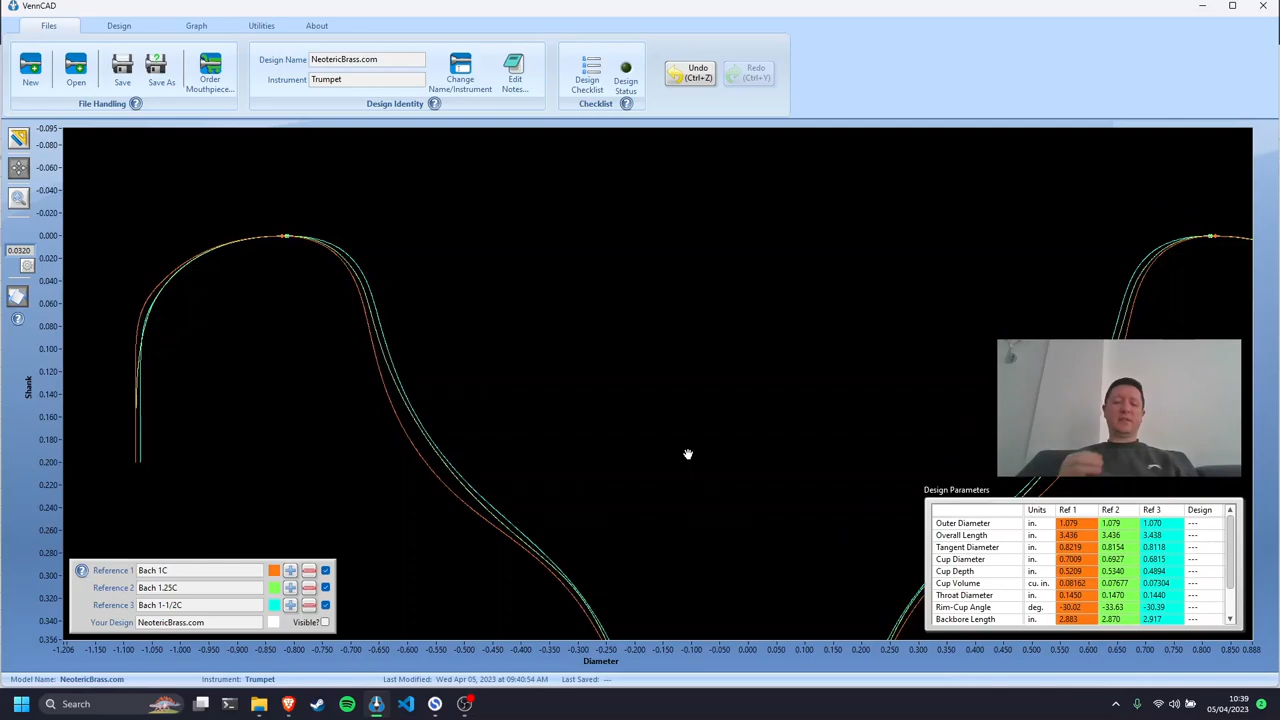 VennCAD
Files Design Graph Utilities About
New Open Save Save As Order Mouthpiece...
File Handling
Design Name NeotericBrass.com
Instrument Trumpet
Change Name/Instrument
Edit Notes...
Design Identity
Design Checklist
Design Status
Checklist
Undo (Ctrl+Z)
Redo (Ctrl+Y)
0.0320
Shank
-0.095
-0.080
-0.060
-0.040
-0.020
0.000
0.020
0.040
0.060
0.080
0.100
0.120
0.140
0.160
0.180
0.200
0.220
0.240
0.260
0.280
0.300
0.320
0.340
0.356
Design Parameters
Units Ref 1 Ref 2 Ref 3 Design
Outer Diameter in. 1.079 1.079 1.070 ---
Overall Length in. 3.436 3.436 3.438 ---
Tangent Diameter in. 0.8219 0.8154 0.8118 ---
Cup Diameter in. 0.7009 0.6927 0.6815 ---
Cup Depth in. 0.5209 0.5340 0.4894 ---
Cup Volume cu. in. 0.08162 0.07677 0.07304 ---
Throat Diameter in. 0.1450 0.1470 0.1440 ---
Rim-Cup Angle deg. -30.02 -33.63 -30.39 ---
Backbore Length in. 2.883 2.870 2.917 ---
Reference 1 Bach 1C
Reference 2 Bach 1.25C
Reference 3 Bach 1-1/2C
Your Design NeotericBrass.com Visible?
-1.206 -1.150 -1.100 -1.050 -1.000 -0.950 -0.900 -0.850 -0.800 -0.750 -0.700 -0.650 -0.600 -0.550 -0.500 -0.450 -0.400 -0.350 -0.300 -0.250 -0.200 -0.150 -0.100 -0.050 0.000 0.050 0.100 0.150 0.200 0.250 0.300 0.350 0.400 0.450 0.500 0.550 0.600 0.650 0.700 0.750 0.800 0.850 0.888
Diameter
Model Name: NeotericBrass.com Instrument: Trumpet Last Modified: Wed Apr 05, 2023 at 09:40:54 AM Last Saved: ---
Search
10:39
05/04/2023
2